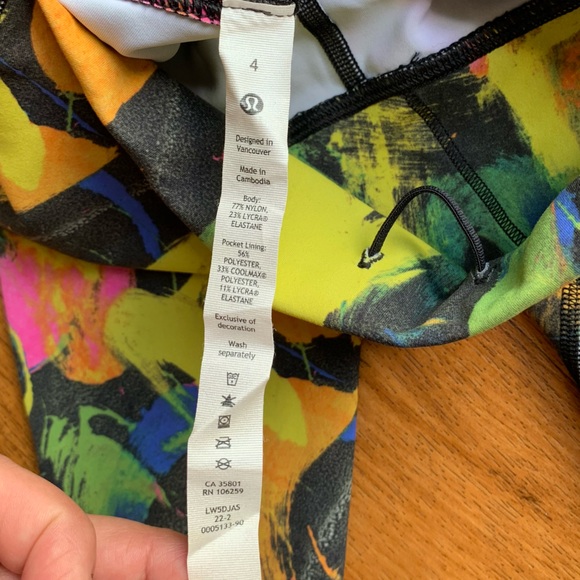 4
Designed in
Vancouver
Made in
Cambodia
Body:
77% NYLON,
23% LYCRA®
ELASTANE
Pocket Lining:
56%
POLYESTER,
33% COOLMAX®
POLYESTER,
11% LYCRA®
ELASTANE
Exclusive of
decoration
Wash
separately
CA 35801
RN 106259
LW5DJAS
22-2
0005133-90